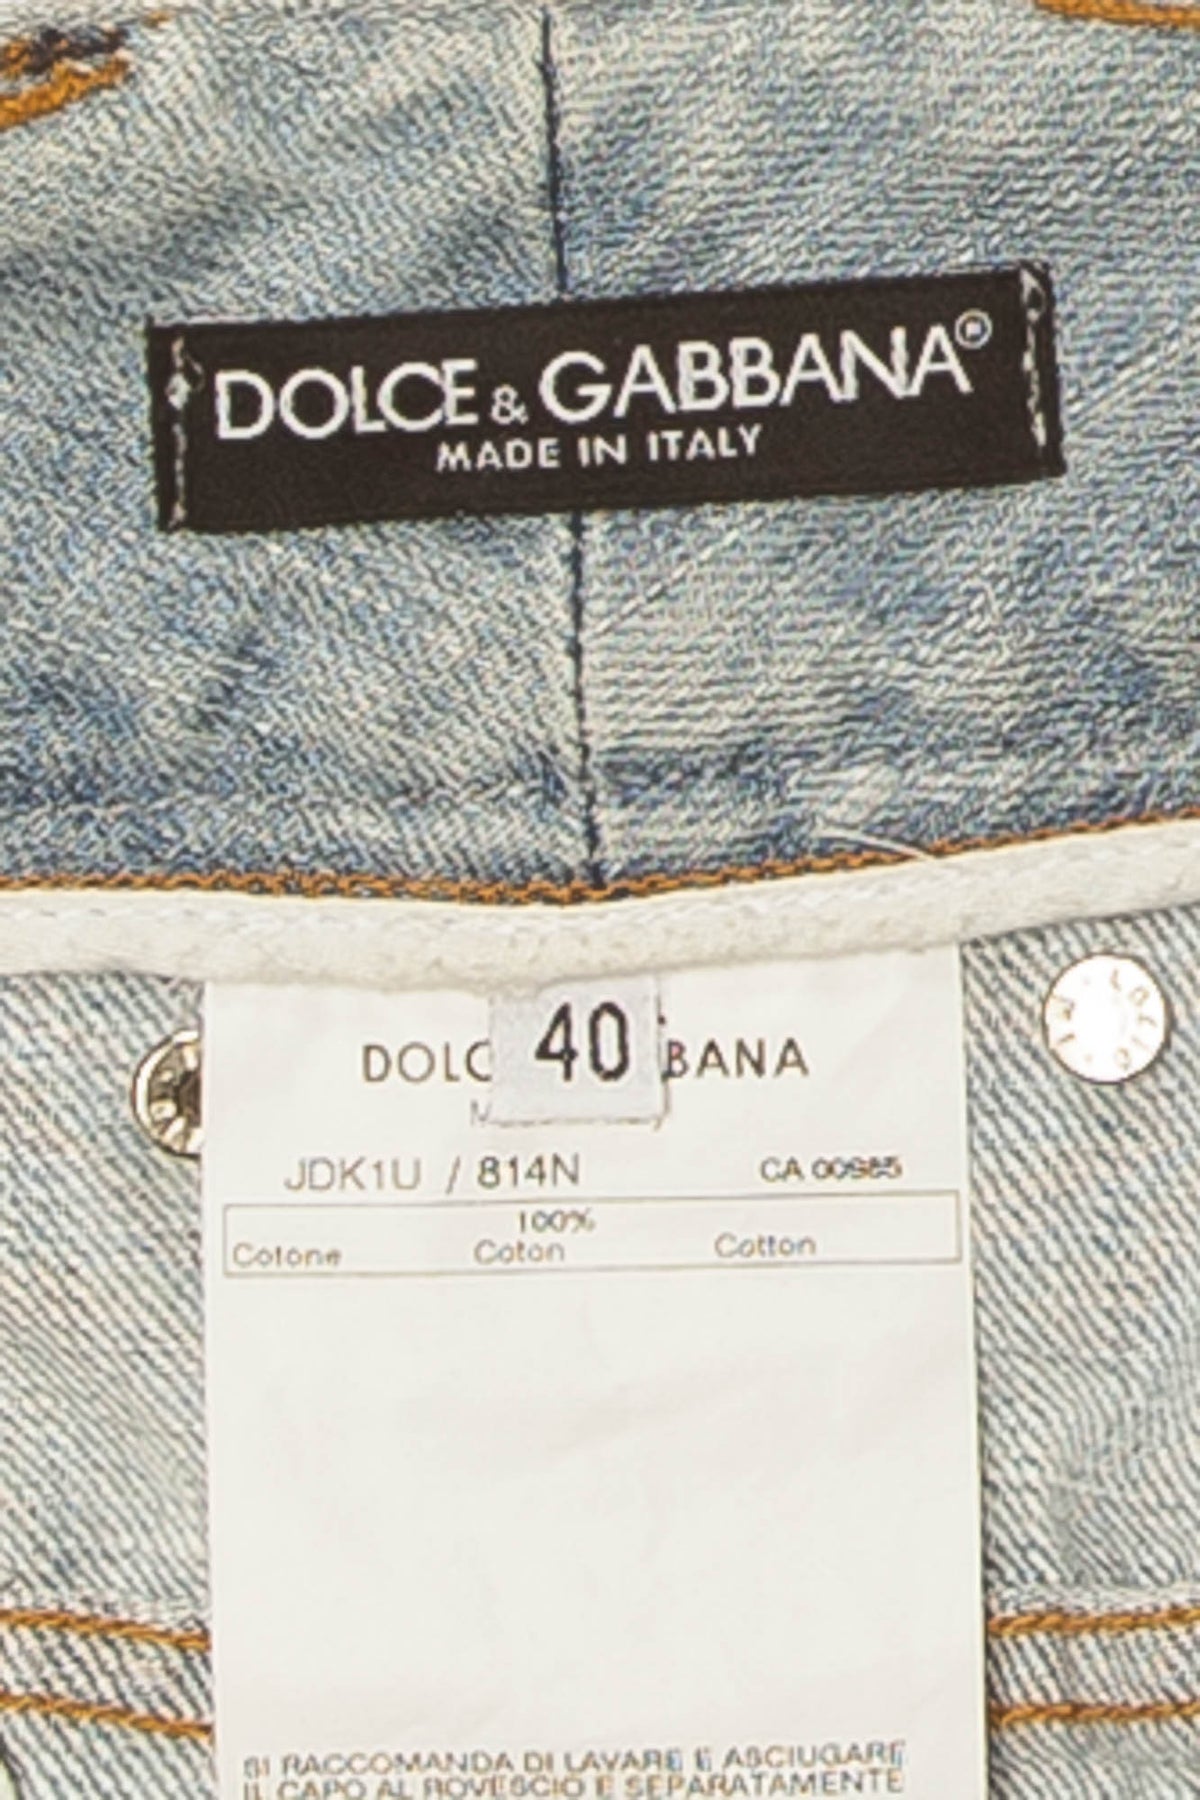 DOLCE & GABBANA®
MADE IN ITALY
40
DOLC BANA
JDK1U / 814N CA 00985
100%
Cotone Coton Cotton
SI RACCOMANDA DI LAVARE E ASCIUGARE
IL CAPO AL ROVESCIO E SEPARATAMENTE